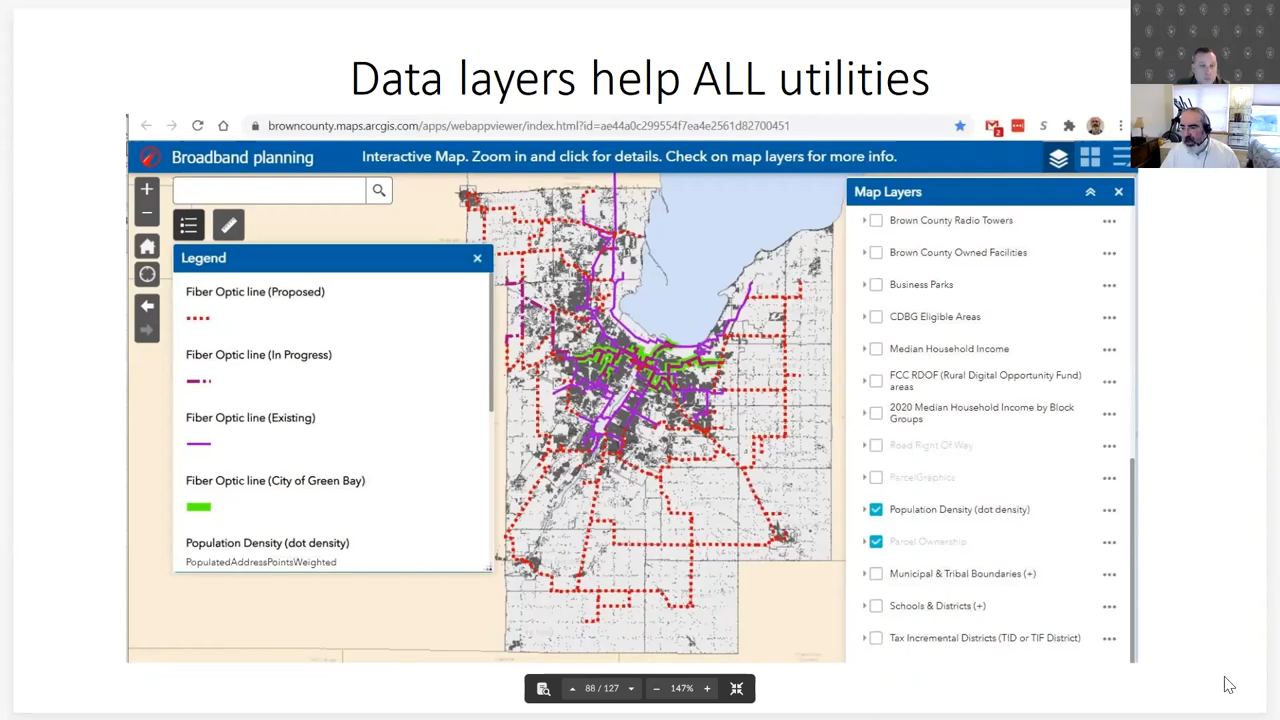 Data layers help ALL utilities
browncounty.maps.arcgis.com/apps/webappviewer/index.html?id=ae44a0c299554f7ea4e2561d82700451
2
S
Broadband planning
Interactive Map. Zoom in and click for details. Check on map layers for more info.
Legend
Fiber Optic line (Proposed)
Fiber Optic line (In Progress)
Fiber Optic line (Existing)
Fiber Optic line (City of Green Bay)
Population Density (dot density)
PopulatedAddressPointsWeighted
Map Layers
Brown County Radio Towers
Brown County Owned Facilities
Business Parks
CDBG Eligible Areas
Median Household Income
FCC RDOF (Rural Digital Opportunity Fund)
areas
2020 Median Household Income by Block
Groups
Road Right Of Way
ParcelGraphics
Population Density (dot density)
Parcel Ownership
Municipal & Tribal Boundaries (+)
Schools & Districts (+)
Tax Incremental Districts (TID or TIF District)
88 / 127
147%